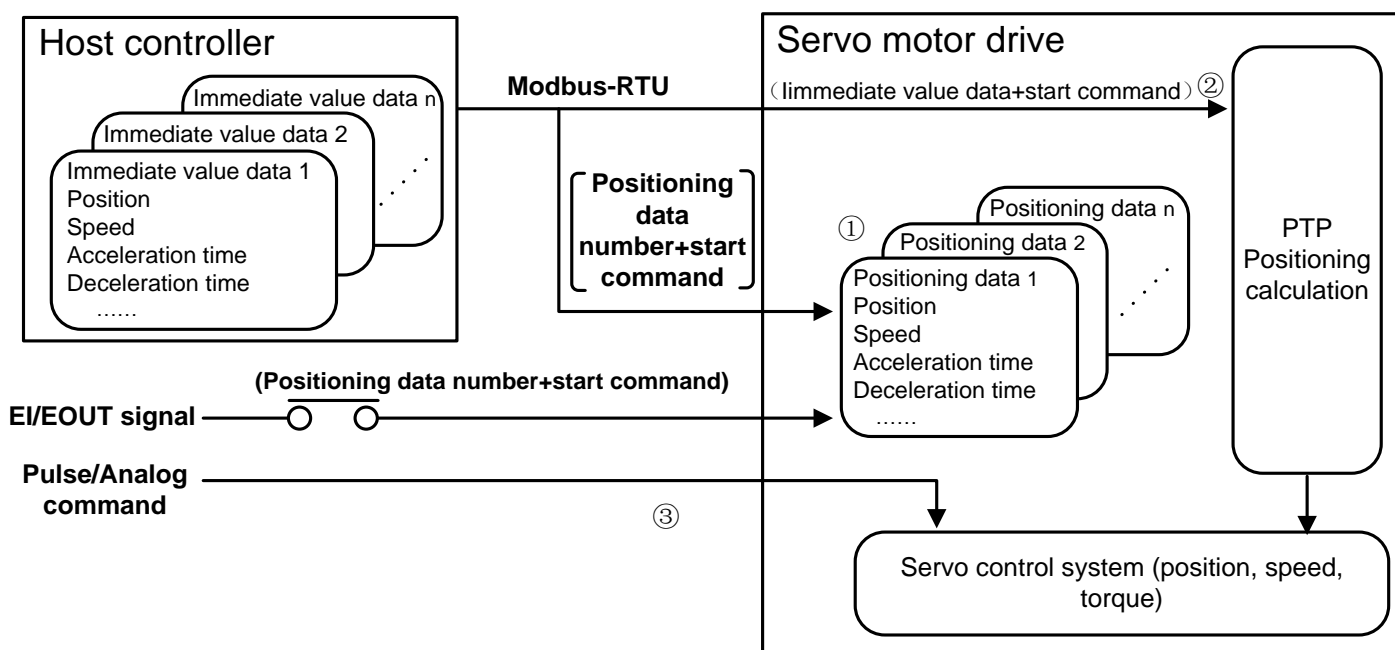 Host controller
Immediate value data n
Immediate value data 2
Immediate value data 1
Position
Speed
Acceleration time
Deceleration time
......
Modbus-RTU
Positioning
data
number+start
command
(Positioning data number+start command)
EI/EOUT signal
Pulse/Analog
command
③
Servo motor drive
（Iimmediate value data+start command）②
①
Positioning data n
Positioning data 2
Positioning data 1
Position
Speed
Acceleration time
Deceleration time
......
PTP
Positioning
calculation
Servo control system (position, speed,
torque)